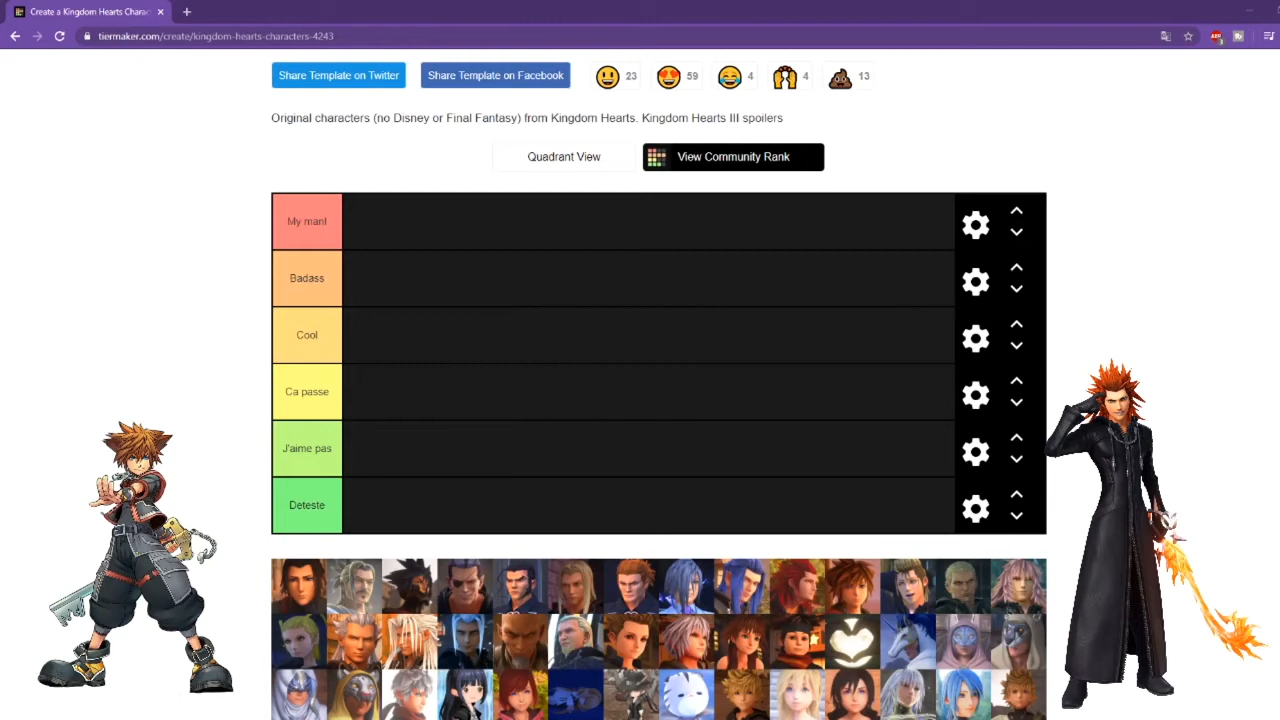 Create a Kingdom Hearts Charac
tiermaker.com/create/kingdom-hearts-characters-4243
Share Template on Twitter
Share Template on Facebook
23
59
4
4
13
Original characters (no Disney or Final Fantasy) from Kingdom Hearts. Kingdom Hearts III spoilers
Quadrant View
View Community Rank
My man!
Badass
Cool
Ca passe
J'aime pas
Deteste